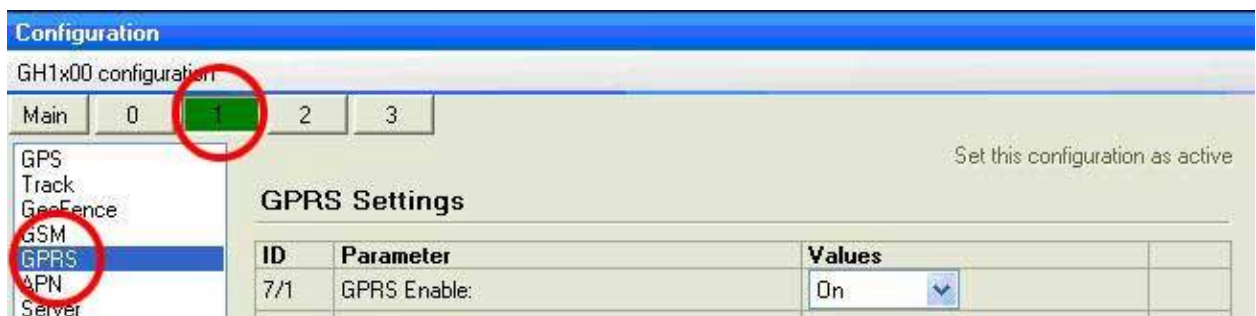 Configuration
GH1x00 configuration
Main 0 1 2 3
Set this configuration as active
GPS
Track
GeoFence
GSM
GPRS
APN
Server
GPRS Settings
ID Parameter Values
7/1 GPRS Enable: On